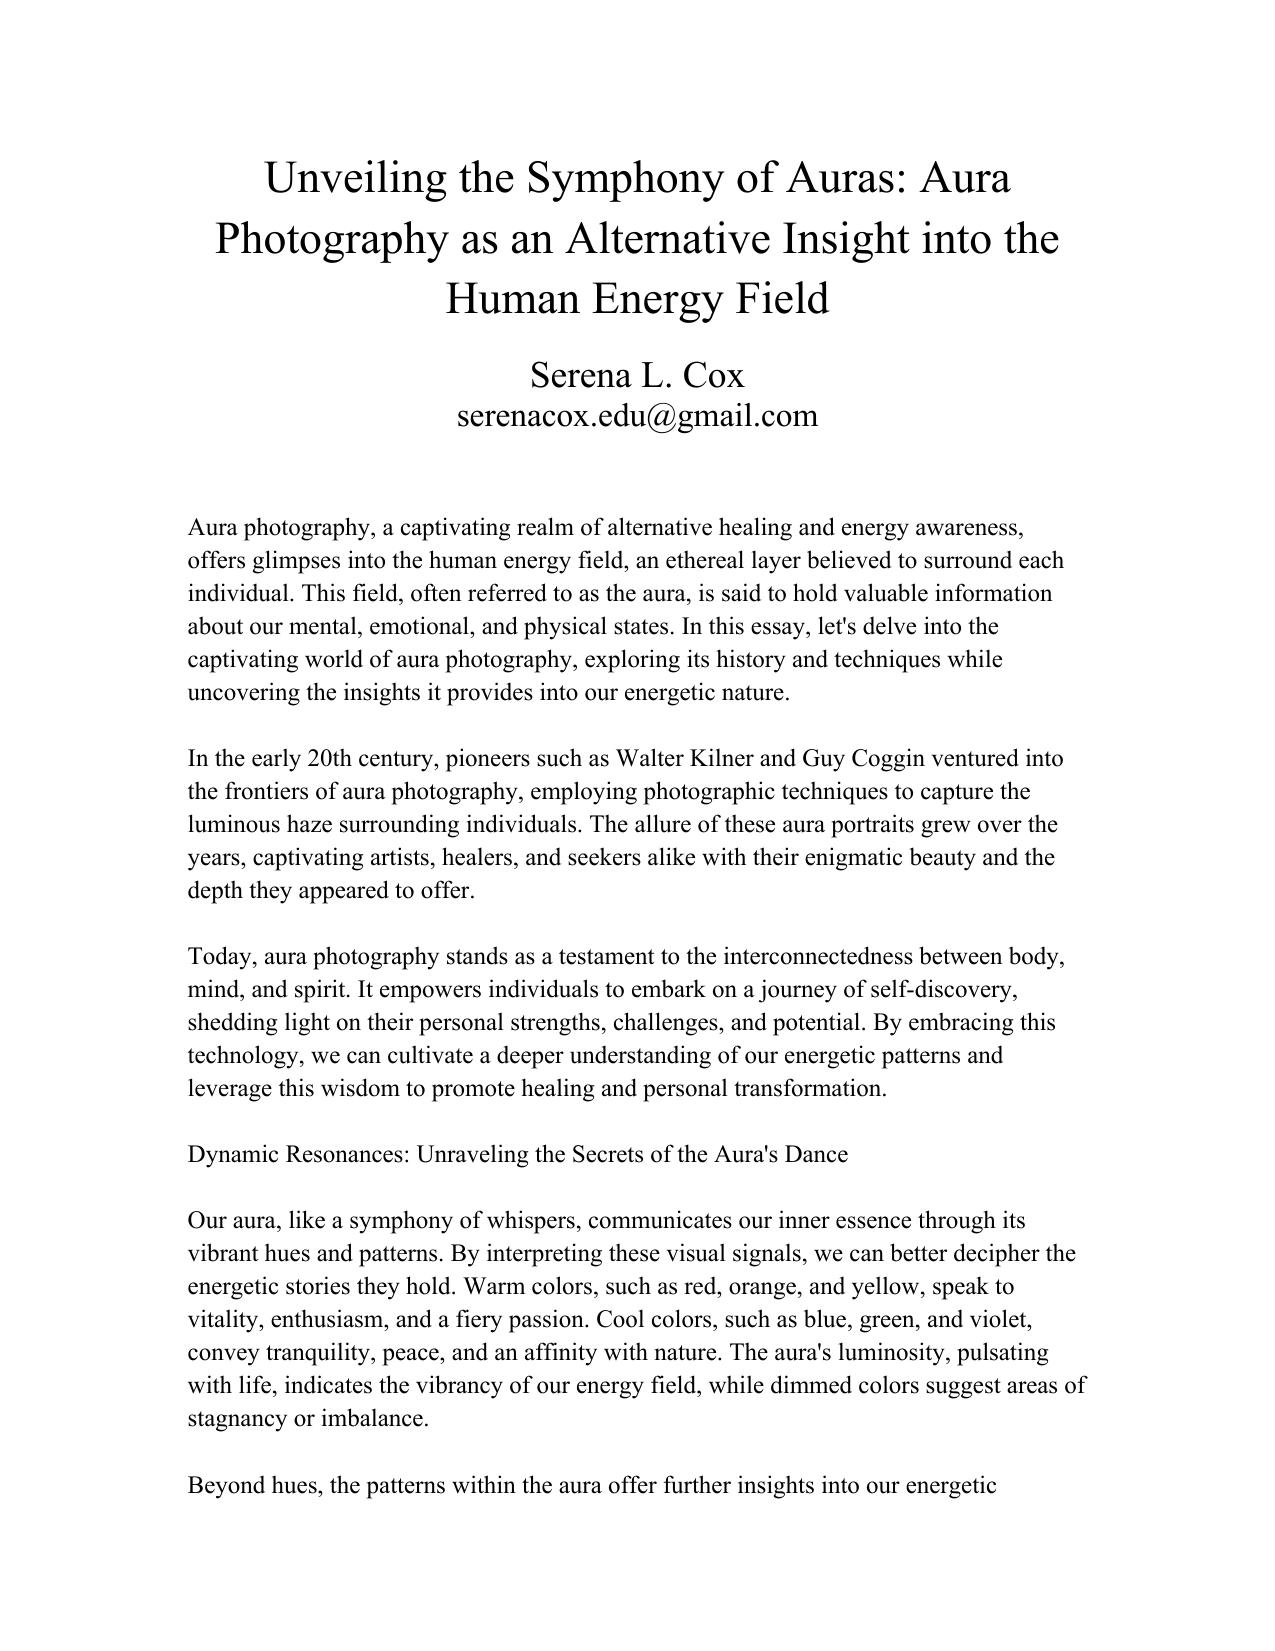 Unveiling the Symphony of Auras: Aura
Photography as an Alternative Insight into the
Human Energy Field
Serena L. Cox
serenacox.edu@gmail.com
Aura photography, a captivating realm of alternative healing and energy awareness,
offers glimpses into the human energy field, an ethereal layer believed to surround each
individual. This field, often referred to as the aura, is said to hold valuable information
about our mental, emotional, and physical states. In this essay, let's delve into the
captivating world of aura photography, exploring its history and techniques while
uncovering the insights it provides into our energetic nature.
In the early 20th century, pioneers such as Walter Kilner and Guy Coggin ventured into
the frontiers of aura photography, employing photographic techniques to capture the
luminous haze surrounding individuals. The allure of these aura portraits grew over the
years, captivating artists, healers, and seekers alike with their enigmatic beauty and the
depth they appeared to offer.
Today, aura photography stands as a testament to the interconnectedness between body,
mind, and spirit. It empowers individuals to embark on a journey of self-discovery,
shedding light on their personal strengths, challenges, and potential. By embracing this
technology, we can cultivate a deeper understanding of our energetic patterns and
leverage this wisdom to promote healing and personal transformation.
Dynamic Resonances: Unraveling the Secrets of the Aura's Dance
Our aura, like a symphony of whispers, communicates our inner essence through its
vibrant hues and patterns. By interpreting these visual signals, we can better decipher the
energetic stories they hold. Warm colors, such as red, orange, and yellow, speak to
vitality, enthusiasm, and a fiery passion. Cool colors, such as blue, green, and violet,
convey tranquility, peace, and an affinity with nature. The aura's luminosity, pulsating
with life, indicates the vibrancy of our energy field, while dimmed colors suggest areas of
stagnancy or imbalance.
Beyond hues, the patterns within the aura offer further insights into our energetic